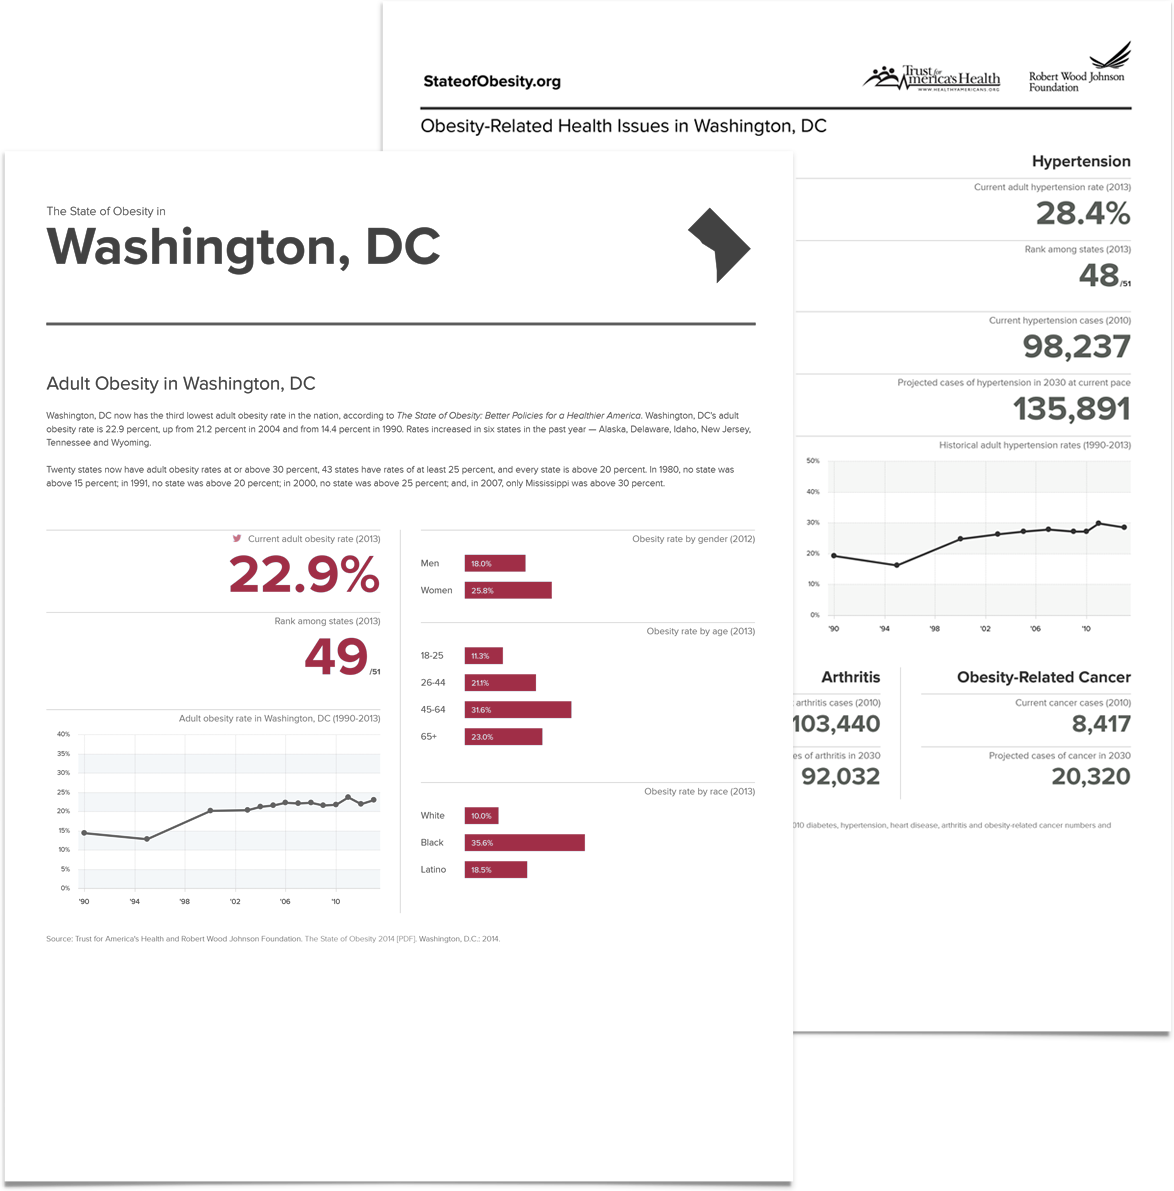 StateofObesity.org
Trust for America's Health
WWW.HEALTHYAMERICANS.ORG
Robert Wood Johnson
Foundation
Obesity-Related Health Issues in Washington, DC
Hypertension
Current adult hypertension rate (2013)
28.4%
Rank among states (2013)
48/51
Current hypertension cases (2010)
98,237
Projected cases of hypertension in 2030 at current pace
135,891
Historical adult hypertension rates (1990-2013)
50%
40%
30%
20%
10%
0%
'90 '94 '98 '02 '06 '10
Arthritis
arthritis cases (2010)
103,440
es of arthritis in 2030
92,032
Obesity-Related Cancer
Current cancer cases (2010)
8,417
Projected cases of cancer in 2030
20,320
010 diabetes, hypertension, heart disease, arthritis and obesity-related cancer numbers and
The State of Obesity in
Washington, DC
Adult Obesity in Washington, DC
Washington, DC now has the third lowest adult obesity rate in the nation, according to The State of Obesity: Better Policies for a Healthier America. Washington, DC's adult
obesity rate is 22.9 percent, up from 21.2 percent in 2004 and from 14.4 percent in 1990. Rates increased in six states in the past year — Alaska, Delaware, Idaho, New Jersey,
Tennessee and Wyoming.
Twenty states now have adult obesity rates at or above 30 percent, 43 states have rates of at least 25 percent, and every state is above 20 percent. In 1980, no state was
above 15 percent; in 1991, no state was above 20 percent; in 2000, no state was above 25 percent; and, in 2007, only Mississippi was above 30 percent.
Current adult obesity rate (2013)
22.9%
Rank among states (2013)
49/51
Adult obesity rate in Washington, DC (1990-2013)
40%
35%
30%
25%
20%
15%
10%
5%
0%
'90 '94 '98 '02 '06 '10
Obesity rate by gender (2012)
Men 18.0%
Women 25.8%
Obesity rate by age (2013)
18-25 11.3%
26-44 21.1%
45-64 31.6%
65+ 23.0%
Obesity rate by race (2013)
White 10.0%
Black 35.6%
Latino 18.5%
Source: Trust for America's Health and Robert Wood Johnson Foundation. The State of Obesity 2014 [PDF]. Washington, D.C.: 2014.